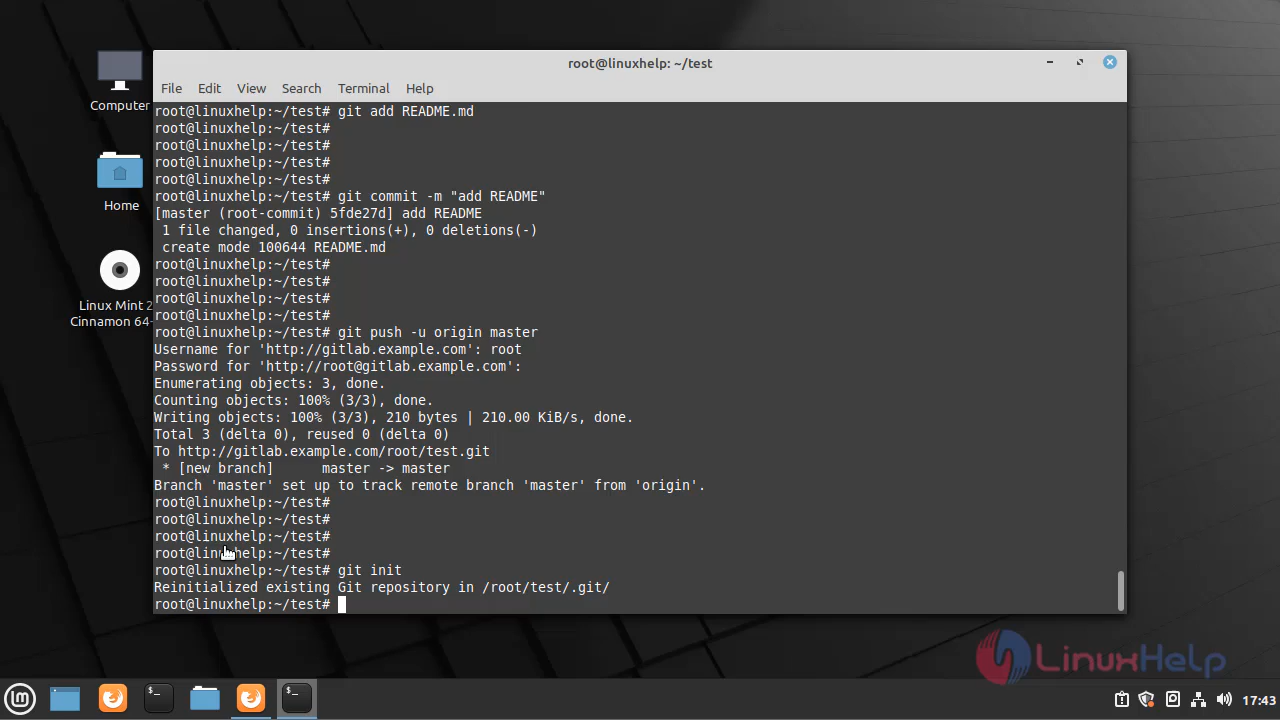 root@linuxhelp: ~/test
File Edit View Search Terminal Help
root@linuxhelp:~/test# git add README.md
root@linuxhelp:~/test#
root@linuxhelp:~/test#
root@linuxhelp:~/test#
root@linuxhelp:~/test#
root@linuxhelp:~/test# git commit -m "add README"
[master (root-commit) 5fde27d] add README
 1 file changed, 0 insertions(+), 0 deletions(-)
 create mode 100644 README.md
root@linuxhelp:~/test#
root@linuxhelp:~/test#
root@linuxhelp:~/test#
root@linuxhelp:~/test#
root@linuxhelp:~/test# git push -u origin master
Username for 'http://gitlab.example.com': root
Password for 'http://root@gitlab.example.com':
Enumerating objects: 3, done.
Counting objects: 100% (3/3), done.
Writing objects: 100% (3/3), 210 bytes | 210.00 KiB/s, done.
Total 3 (delta 0), reused 0 (delta 0)
To http://gitlab.example.com/root/test.git
 * [new branch]      master -> master
Branch 'master' set up to track remote branch 'master' from 'origin'.
root@linuxhelp:~/test#
root@linuxhelp:~/test#
root@linuxhelp:~/test#
root@linuxhelp:~/test#
root@linuxhelp:~/test# git init
Reinitialized existing Git repository in /root/test/.git/
root@linuxhelp:~/test#
Computer
Home
Linux Mint 2
Cinnamon 64-
LinuxHelp
$_
$_
17:43